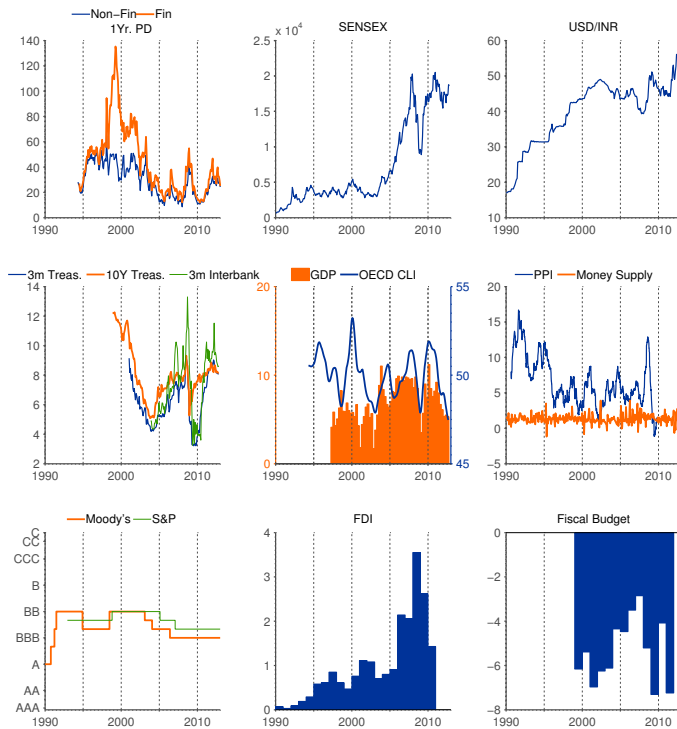 Non−Fin Fin
1Yr. PD
140
120
100
80
60
40
20
0
1990 2000 2010
SENSEX
2.5 x 10⁴
2.0
1.5
1.0
0.5
0.0
1990 2000 2010
USD/INR
60
50
40
30
20
10
1990 2000 2010
3m Treas. 10Y Treas. 3m Interbank
14
12
10
8
6
4
2
1990 2000 2010
GDP OECD CLI
20
10
0
55
50
45
1990 2000 2010
PPI Money Supply
20
15
10
5
0
−5
1990 2000 2010
Moody's S&P
C
CC
CCC
B
BB
BBB
A
AA
AAA
1990 2000 2010
FDI
4
3
2
1
0
1990 2000 2010
Fiscal Budget
0
−2
−4
−6
−8
1990 2000 2010